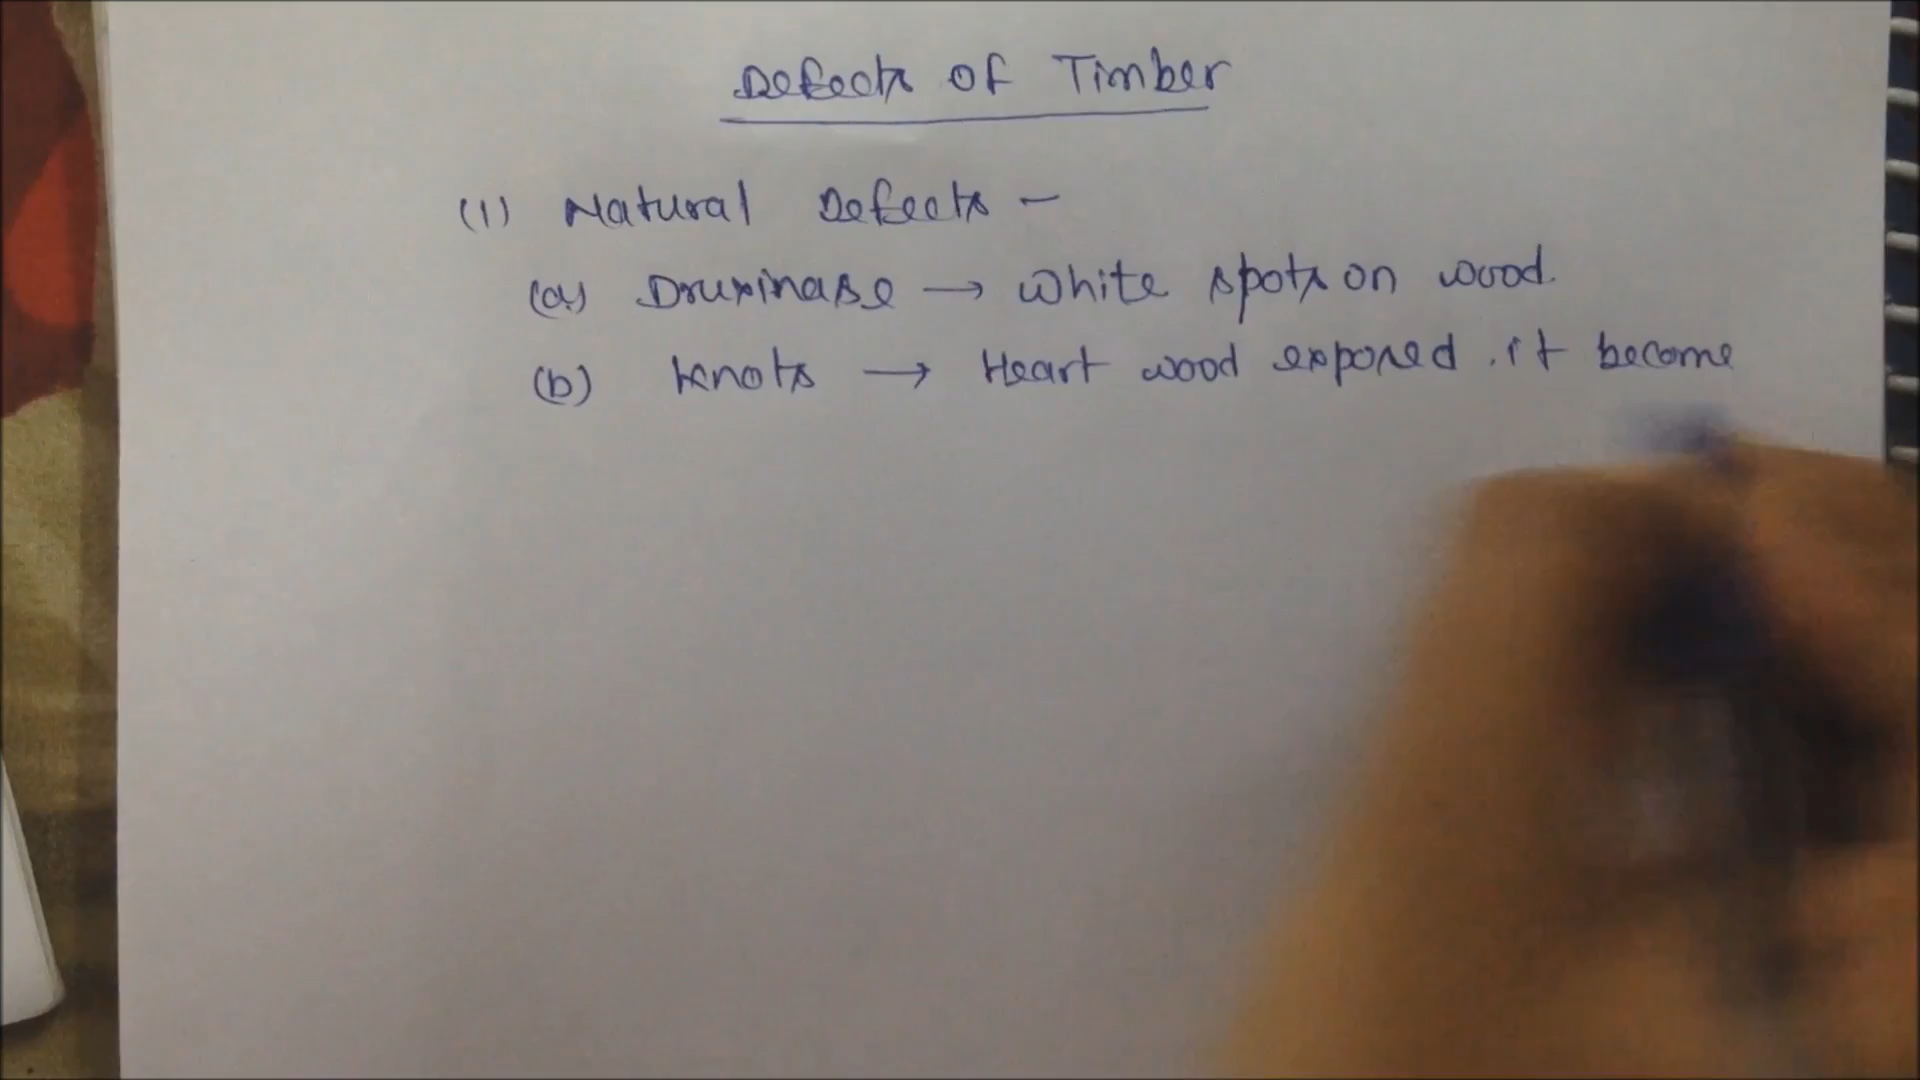 Defects of Timber
(1) Natural Defects -
(a) Druxinase → White spots on wood.
(b) Knots → Heart wood exposed. it become